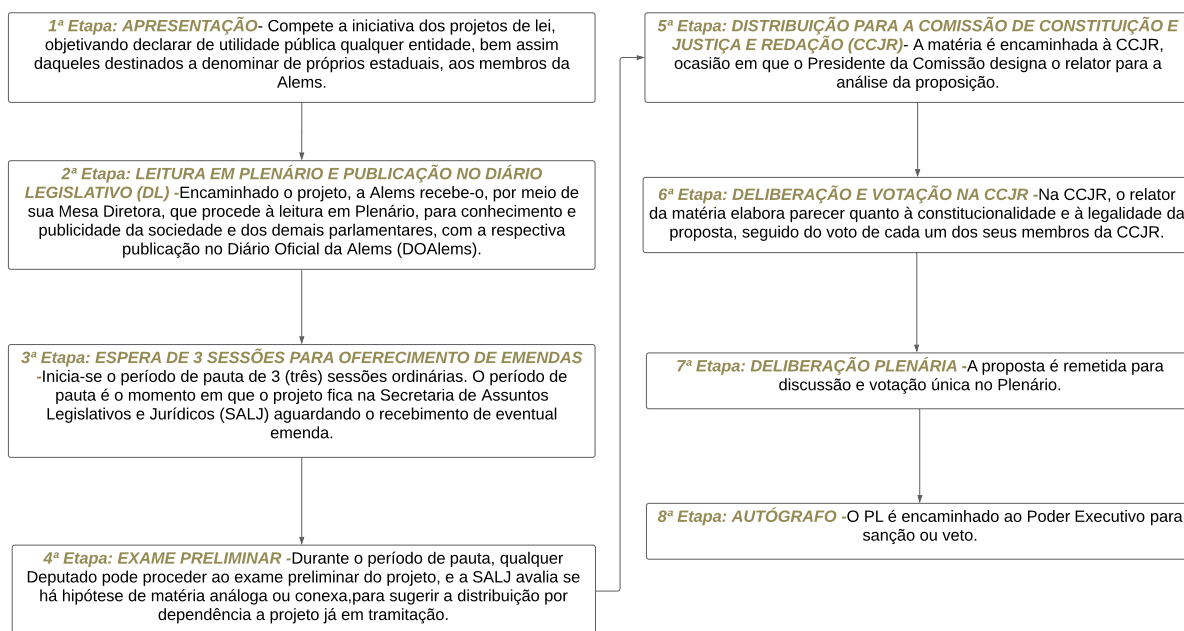 1ª Etapa: APRESENTAÇÃO- Compete a iniciativa dos projetos de lei,
objetivando declarar de utilidade pública qualquer entidade, bem assim
daqueles destinados a denominar de próprios estaduais, aos membros da
Alems.
2ª Etapa: LEITURA EM PLENÁRIO E PUBLICAÇÃO NO DIÁRIO
LEGISLATIVO (DL) -Encaminhado o projeto, a Alems recebe-o, por meio de
sua Mesa Diretora, que procede à leitura em Plenário, para conhecimento e
publicidade da sociedade e dos demais parlamentares, com a respectiva
publicação no Diário Oficial da Alems (DOAlems).
3ª Etapa: ESPERA DE 3 SESSÕES PARA OFERECIMENTO DE EMENDAS
-Inicia-se o período de pauta de 3 (três) sessões ordinárias. O período de
pauta é o momento em que o projeto fica na Secretaria de Assuntos
Legislativos e Jurídicos (SALJ) aguardando o recebimento de eventual
emenda.
4ª Etapa: EXAME PRELIMINAR -Durante o período de pauta, qualquer
Deputado pode proceder ao exame preliminar do projeto, e a SALJ avalia se
há hipótese de matéria análoga ou conexa,para sugerir a distribuição por
dependência a projeto já em tramitação.
5ª Etapa: DISTRIBUIÇÃO PARA A COMISSÃO DE CONSTITUIÇÃO E
JUSTIÇA E REDAÇÃO (CCJR)- A matéria é encaminhada à CCJR,
ocasião em que o Presidente da Comissão designa o relator para a
análise da proposição.
6ª Etapa: DELIBERAÇÃO E VOTAÇÃO NA CCJR -Na CCJR, o relator
da matéria elabora parecer quanto à constitucionalidade e à legalidade da
proposta, seguido do voto de cada um dos seus membros da CCJR.
7ª Etapa: DELIBERAÇÃO PLENÁRIA -A proposta é remetida para
discussão e votação única no Plenário.
8ª Etapa: AUTÓGRAFO -O PL é encaminhado ao Poder Executivo para
sanção ou veto.